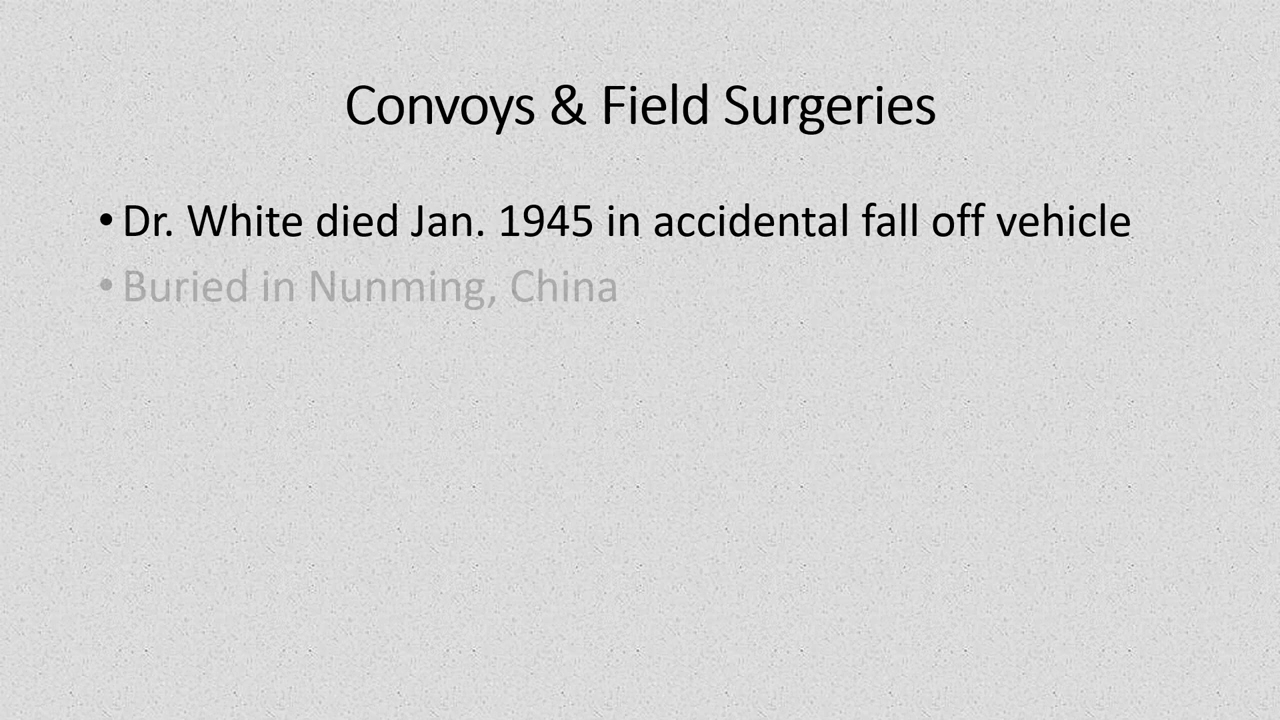 Convoys & Field Surgeries
• Dr. White died Jan. 1945 in accidental fall off vehicle
• Buried in Nunming, China